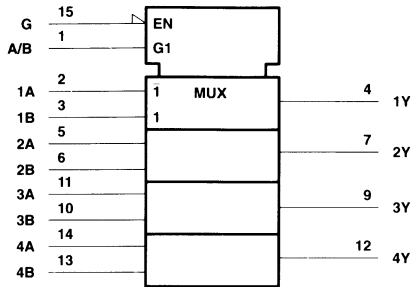 G 15 EN
A/B 1 G1
1A 2 1̅ MUX 4 1Y
1B 3 1
2A 5 7 2Y
2B 6
3A 11 9 3Y
3B 10
4A 14 12 4Y
4B 13